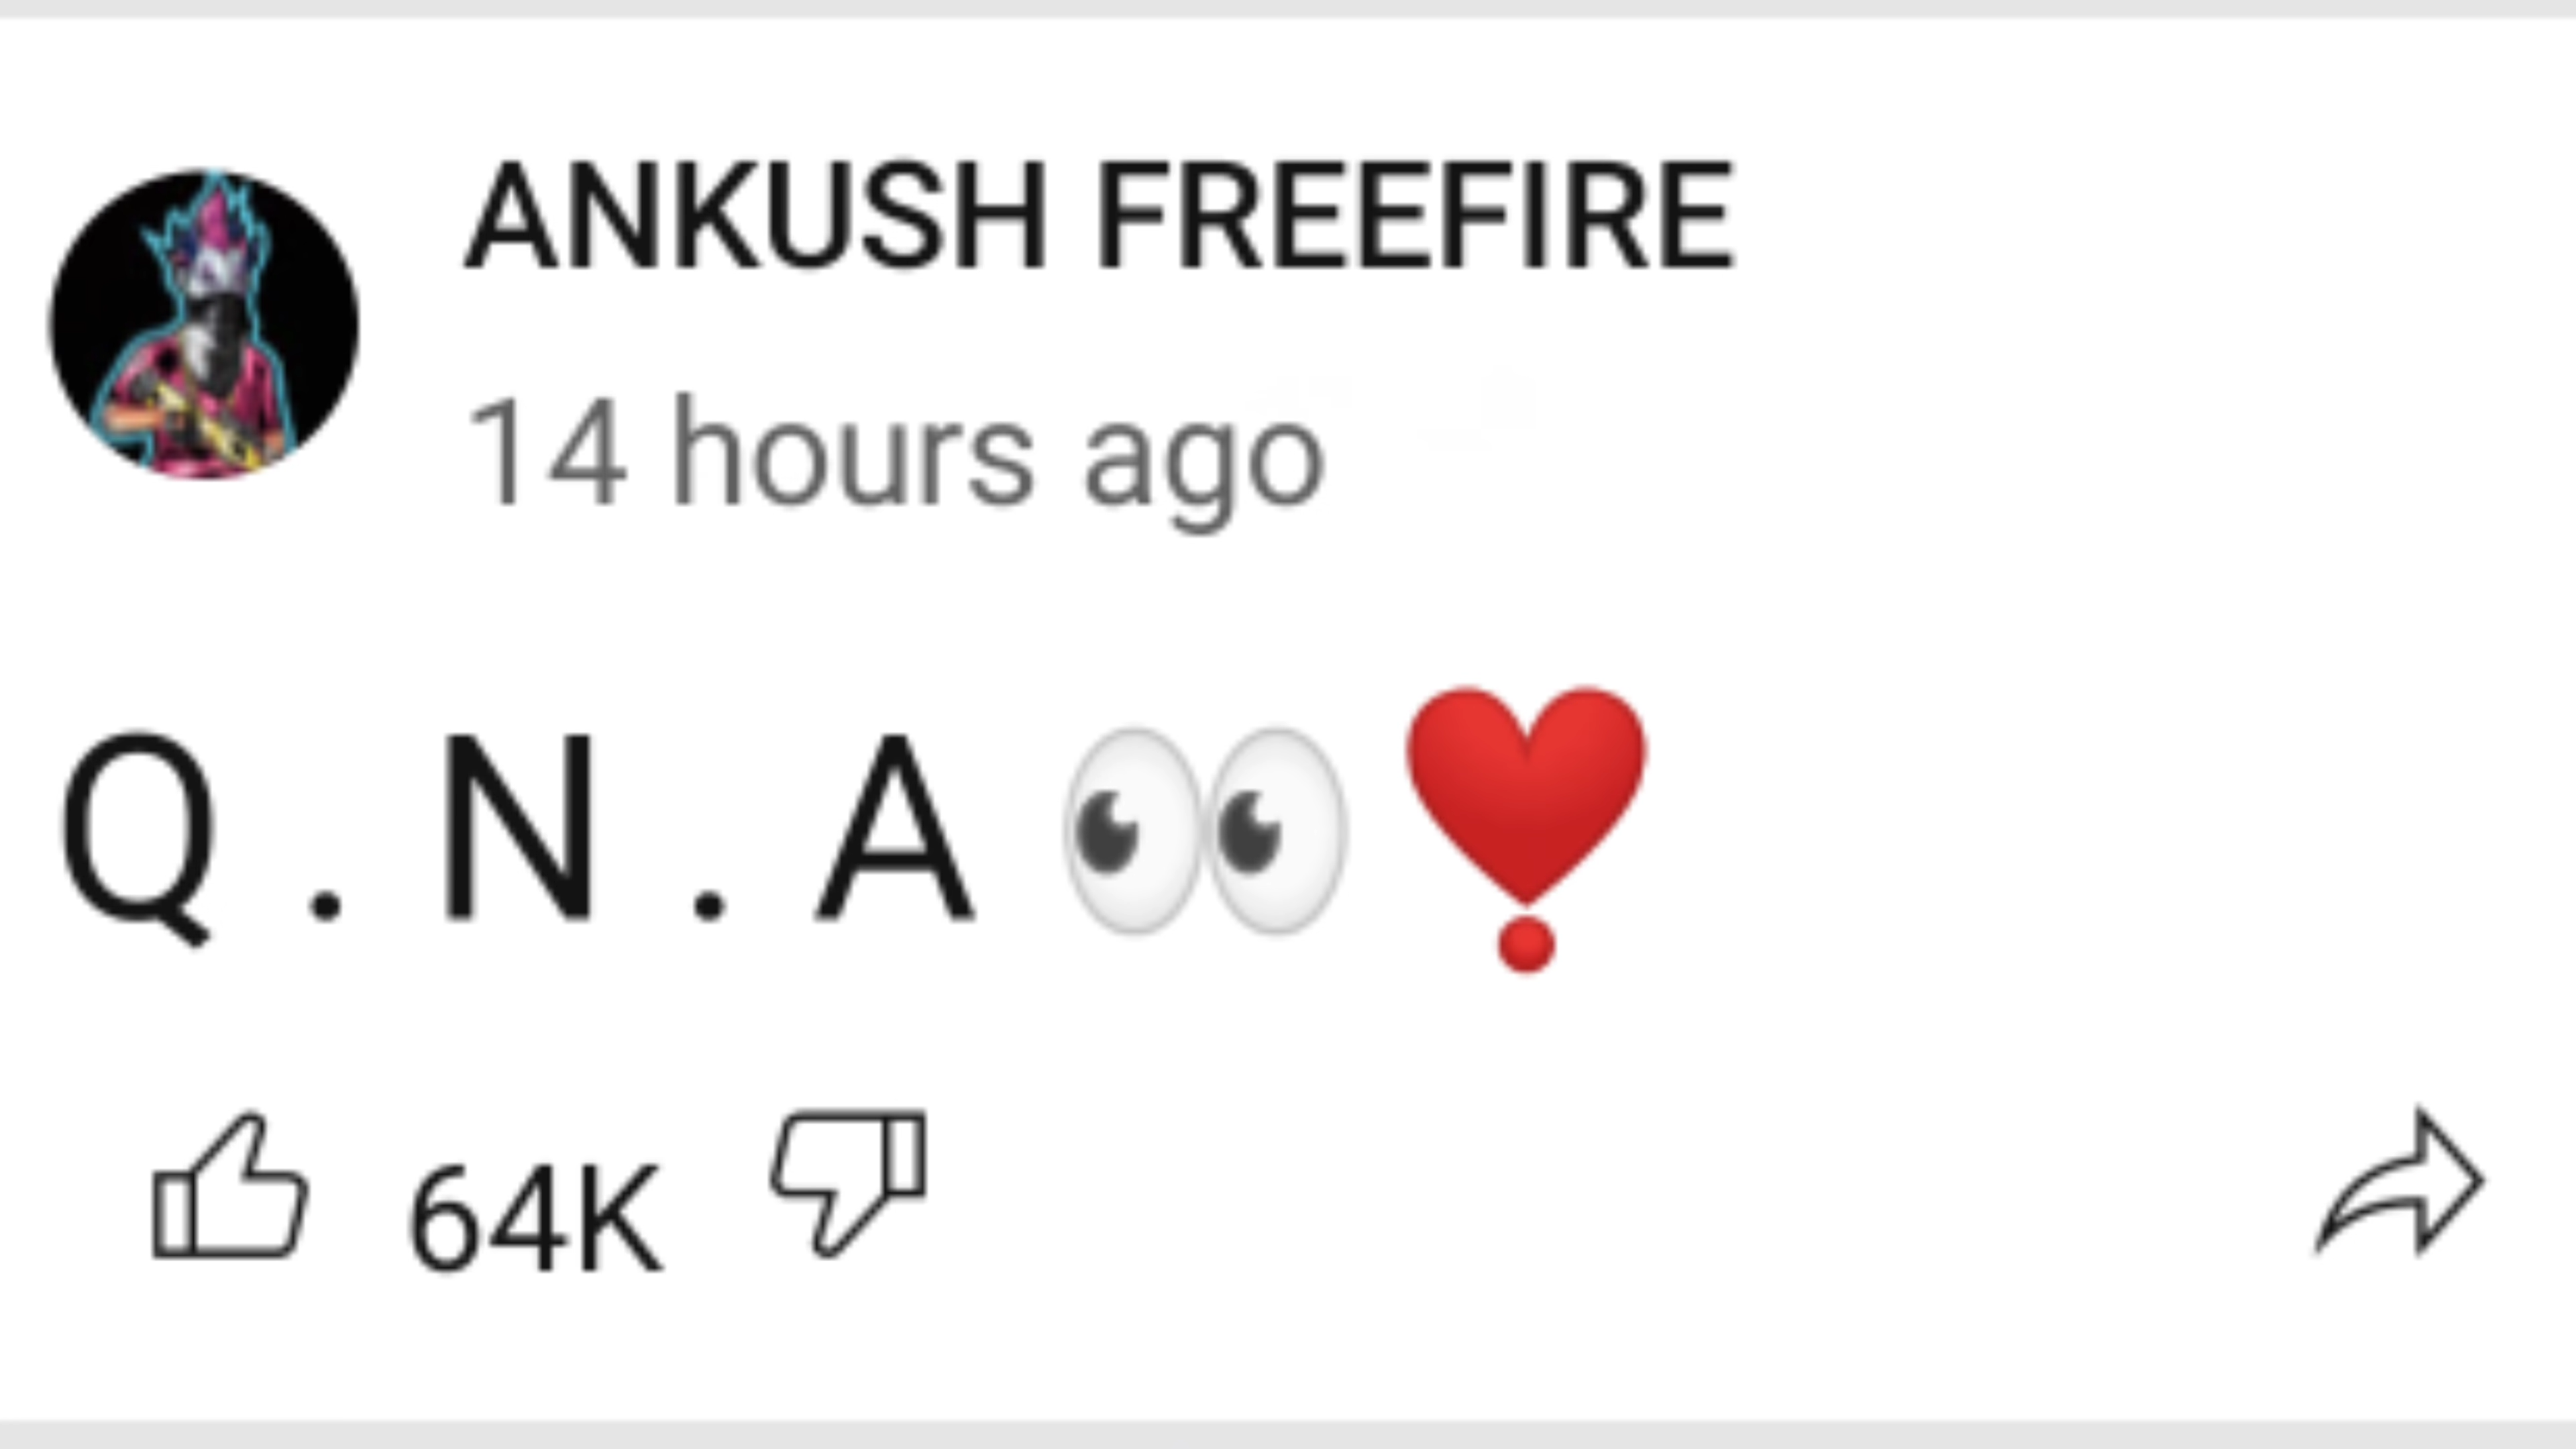 ANKUSH FREEFIRE
14 hours ago
Q . N . A 👀❣️
64K